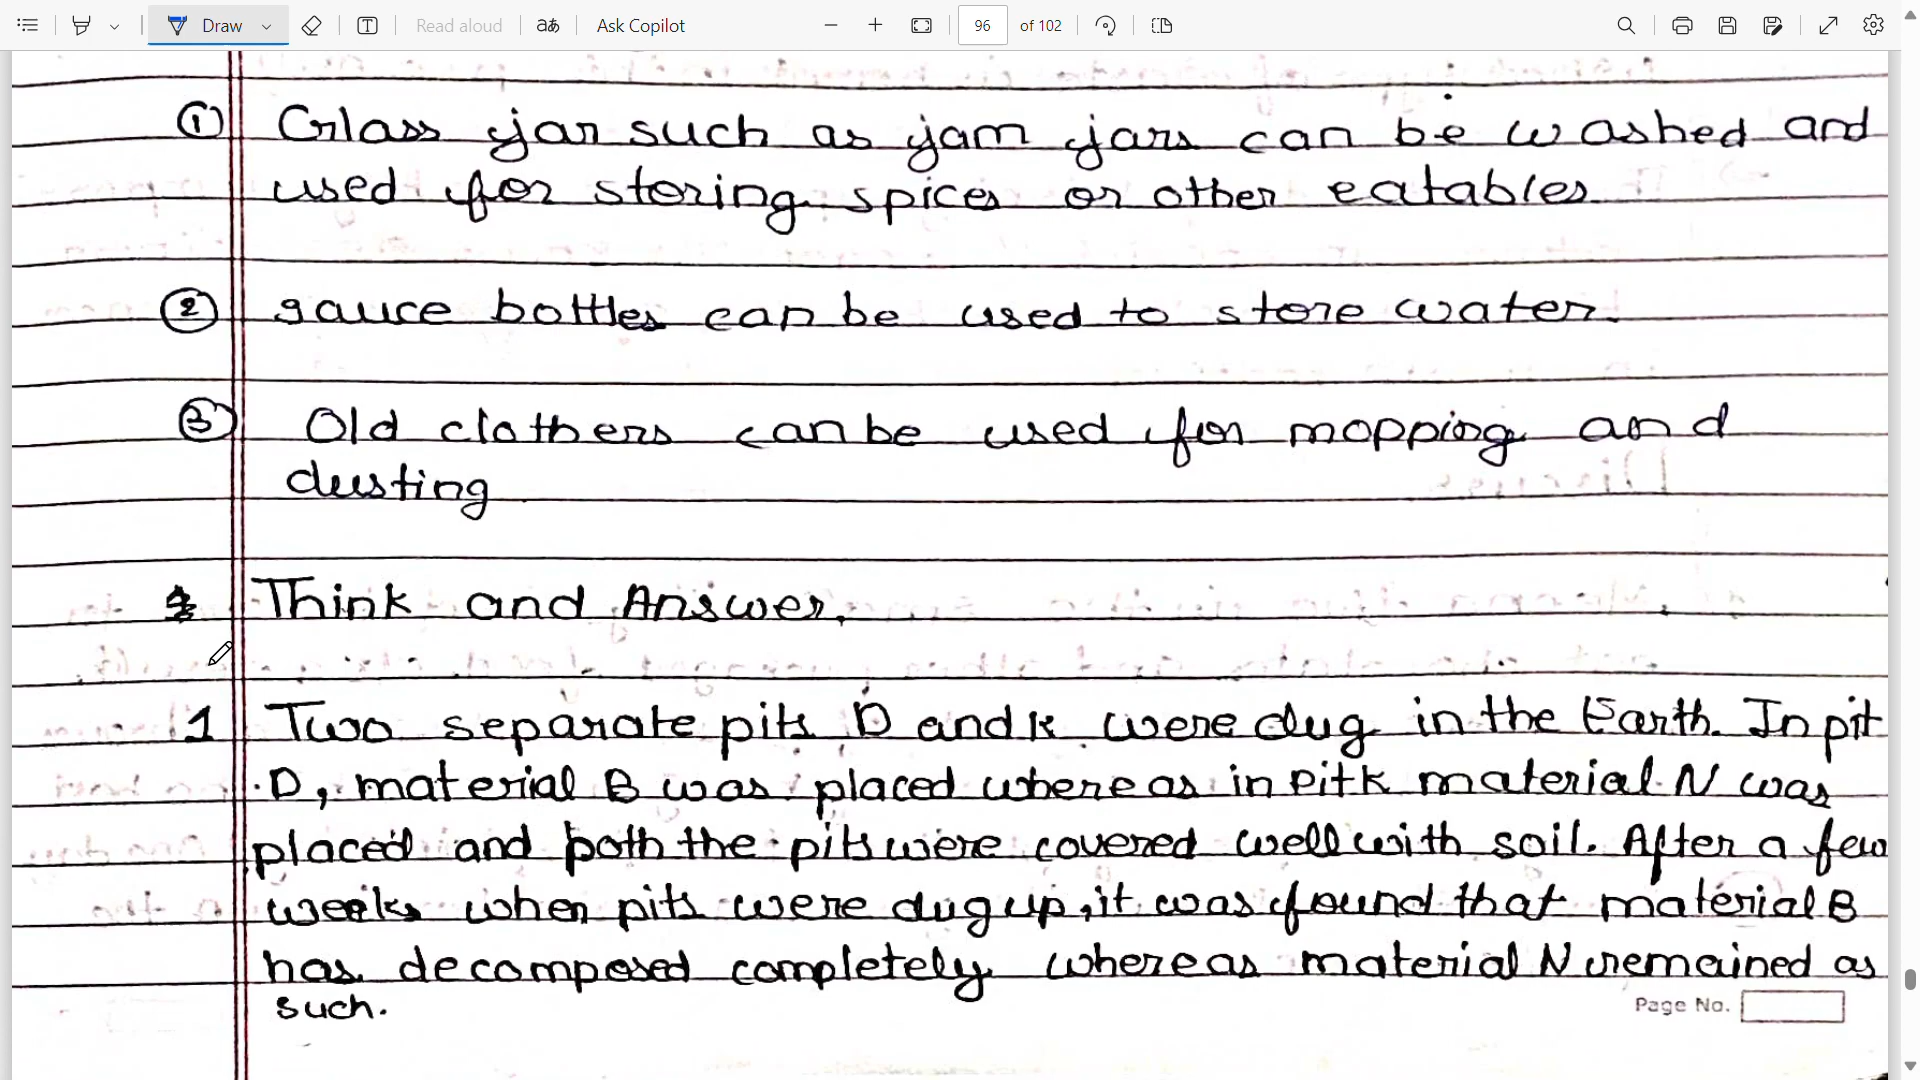 Draw
Read aloud
Ask Copilot
96 of 102
① Glass jar such as jam jars can be washed and
used for storing spices or other eatables
② sauce bottles can be used to store water.
③ Old clothers can be used for mopping and
dusting
Think and Answer.
1 Two separate pits D and k were dug in the Earth. In pit
D, material B was placed where as in pit k material N was
placed and both the pits were covered well with soil. After a few
weeks when pits were dug up, it was found that material B
has decomposed completely where as material N remained as
such.
Page No.